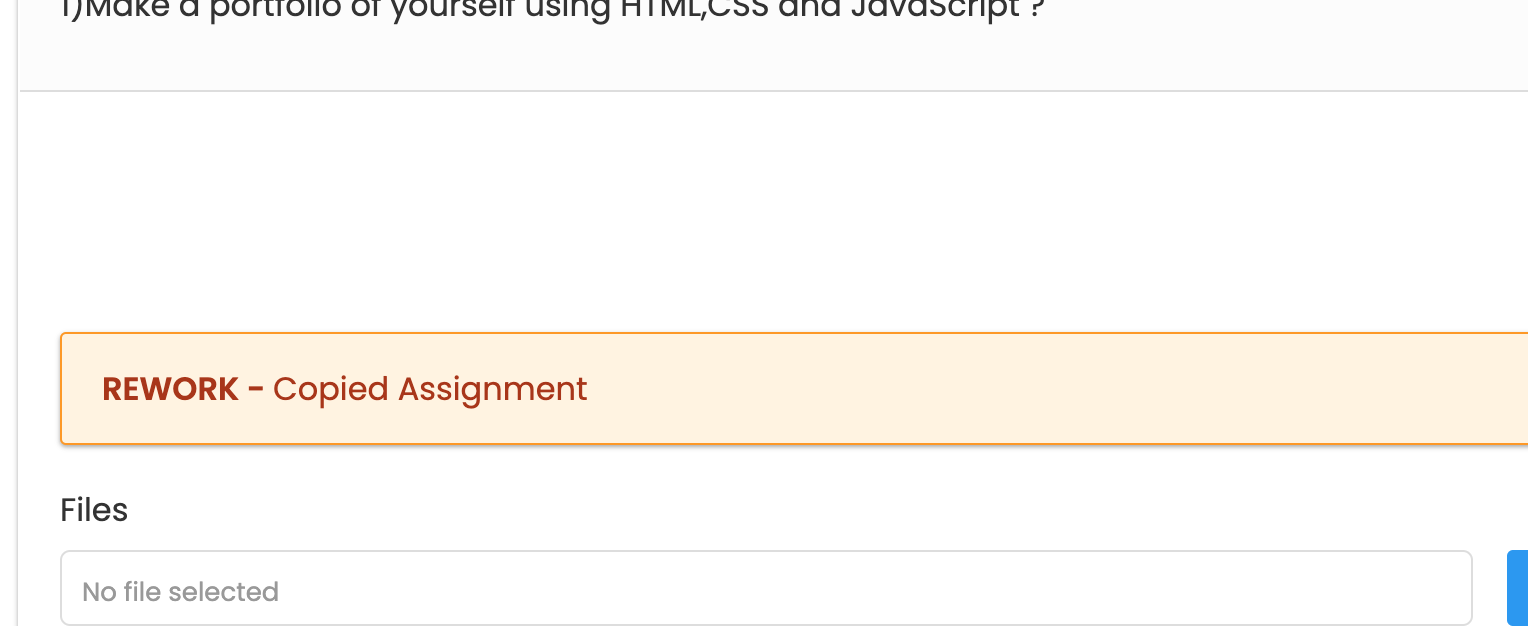 1)Make a portfolio of yourself using HTML,CSS and JavaScript ?
REWORK - Copied Assignment
Files
No file selected